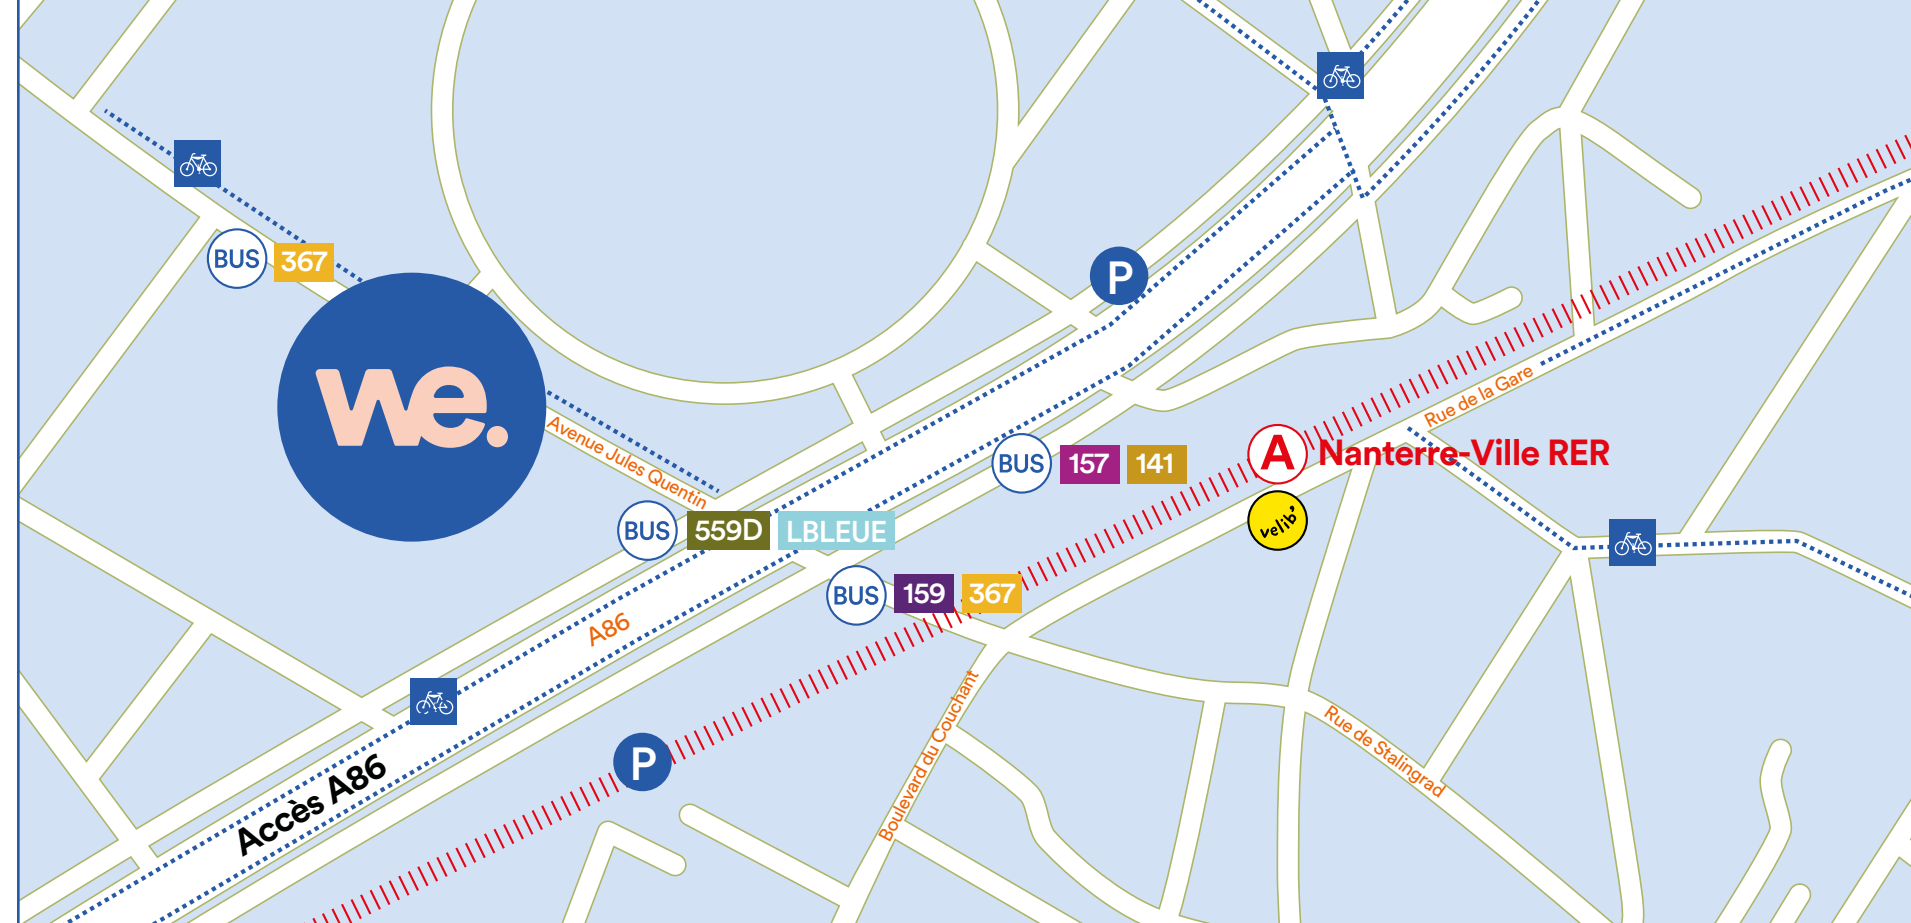 BUS 367
P
we.
Avenue Jules Quentin
Rue de la Gare
BUS 157 141
A Nanterre-Ville RER
velib'
BUS 559D LBLEUE
BUS 159 367
A86
Boulevard du Couchant
Rue de Stalingrad
P
Accès A86